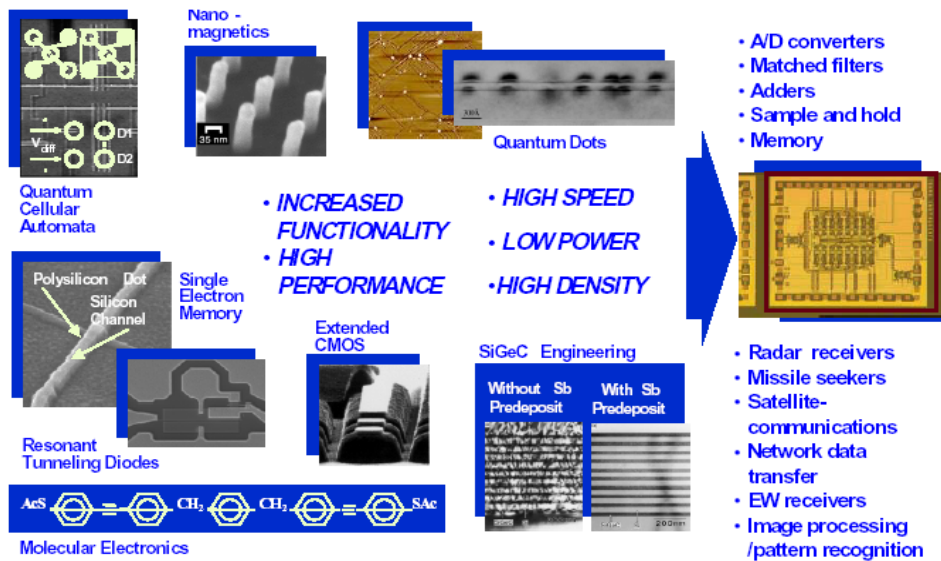 Nano -
magnetics
35 nm
D1
V diff
D2
Quantum
Cellular
Automata
Quantum Dots
• A/D converters
• Matched filters
• Adders
• Sample and hold
• Memory
• INCREASED
FUNCTIONALITY
• HIGH
PERFORMANCE
• HIGH SPEED
• LOW POWER
• HIGH DENSITY
Polysilicon Dot
Silicon
Channel
Single
Electron
Memory
Resonant
Tunneling Diodes
Extended
CMOS
SiGeC Engineering
Without Sb
Predeposit
With Sb
Predeposit
200nm
• Radar receivers
• Missile seekers
• Satellite-
communications
• Network data
transfer
• EW receivers
• Image processing
/pattern recognition
AcS CH2 CH2 SAc
Molecular Electronics